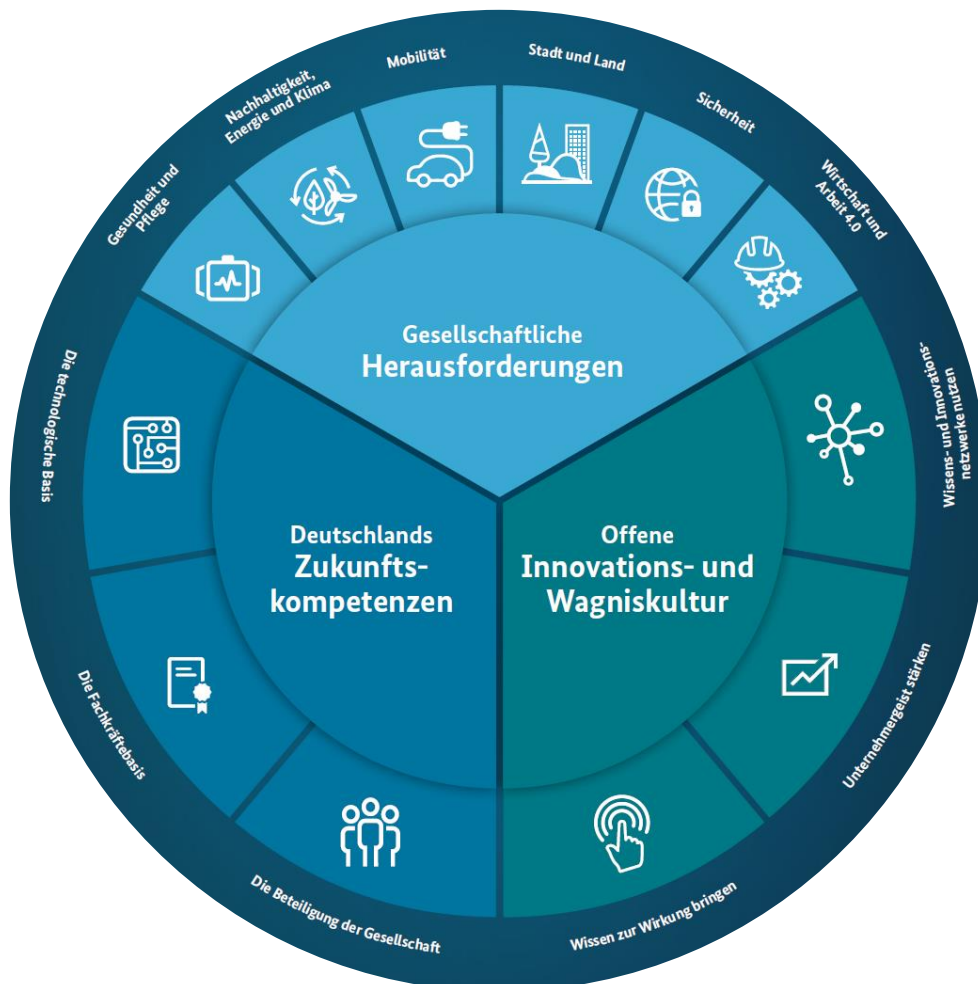 Gesundheit und
Pflege
Nachhaltigkeit,
Energie und Klima
Mobilität
Stadt und Land
Sicherheit
Wirtschaft und
Arbeit 4.0
Gesellschaftliche
Herausforderungen
Die technologische Basis
Die Fachkräftebasis
Die Beteiligung der Gesellschaft
Deutschlands
Zukunfts-
kompetenzen
Offene
Innovations- und
Wagniskultur
Wissens- und Innovations-
netzwerke nutzen
Unternehmergeist stärken
Wissen zur Wirkung bringen